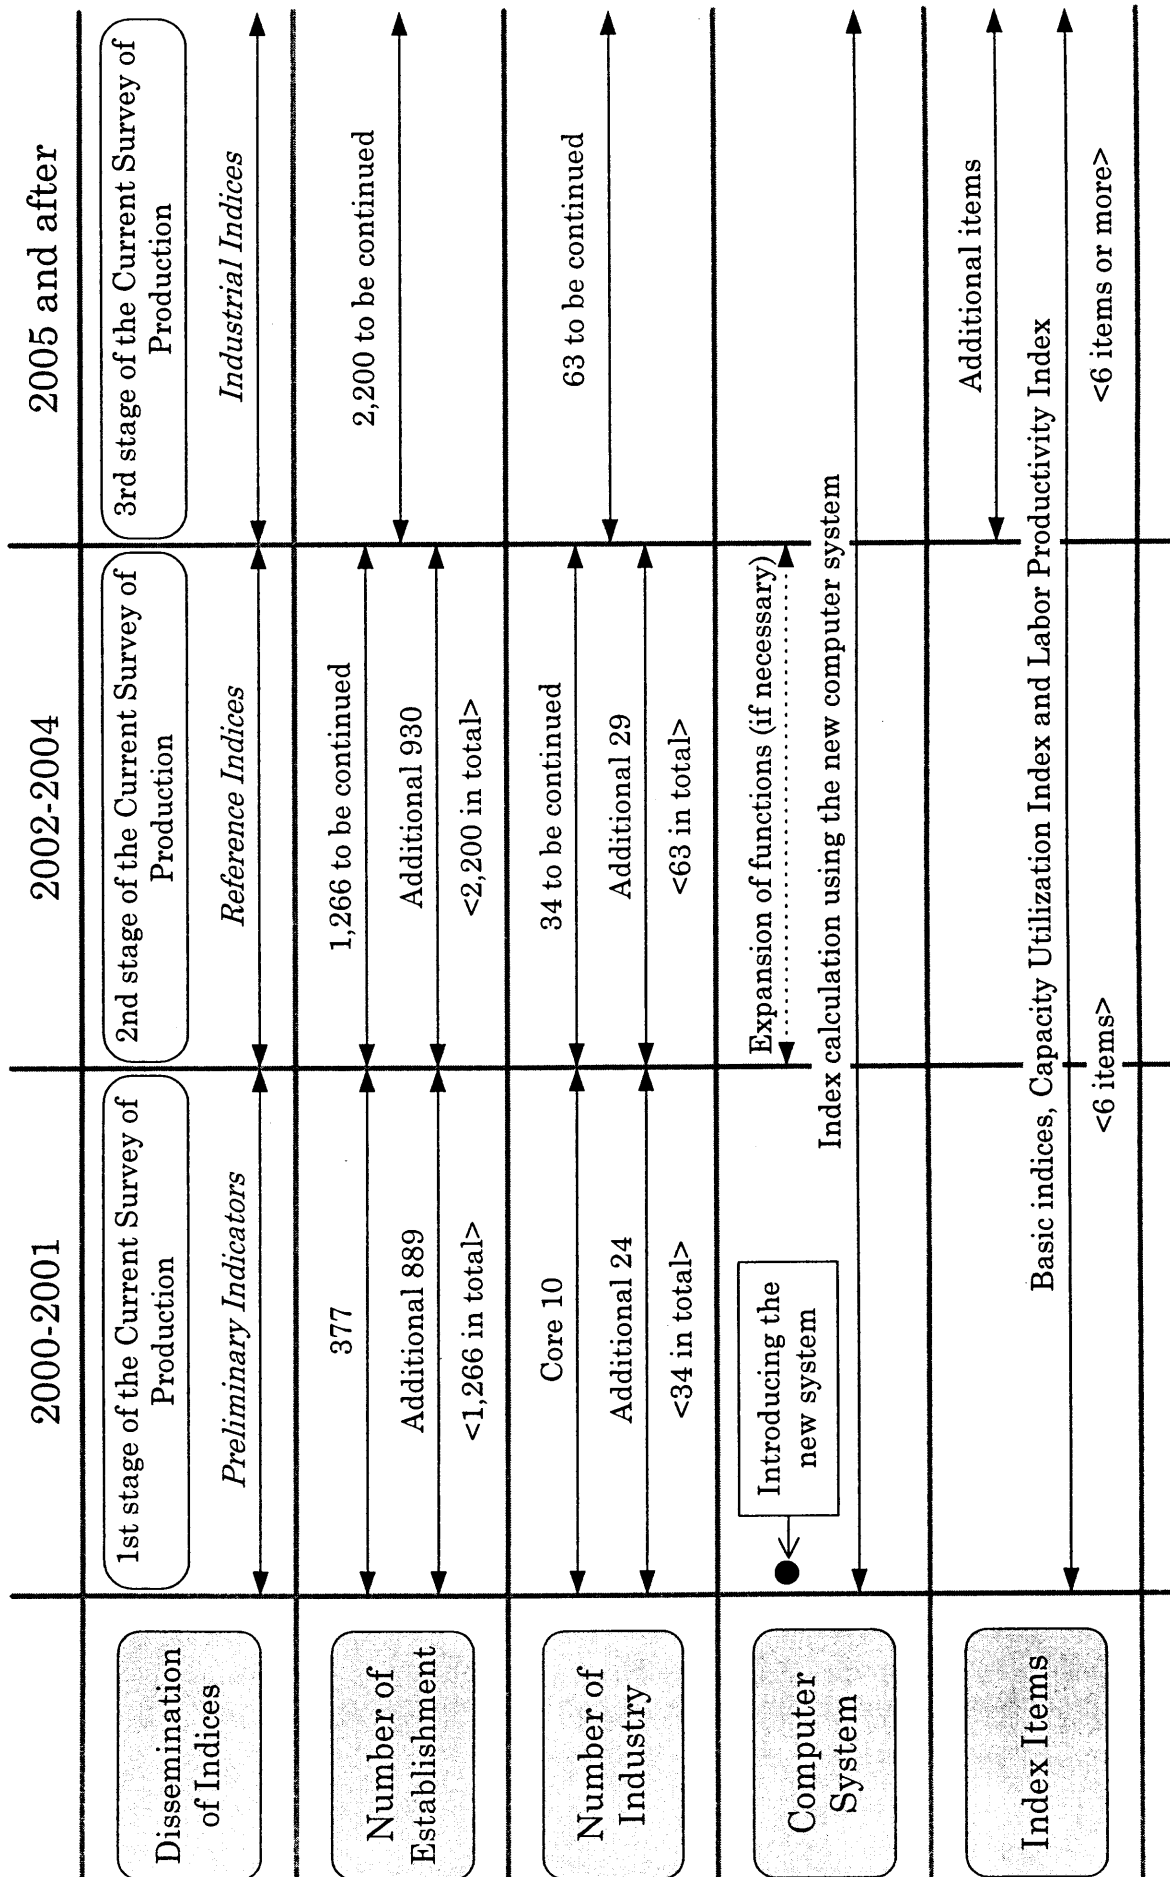 2000-2001
2002-2004
2005 and after
Dissemination
of Indices
1st stage of the Current Survey of
Production
Preliminary Indicators
2nd stage of the Current Survey of
Production
Reference Indices
3rd stage of the Current Survey of
Production
Industrial Indices
Number of
Establishment
377
Additional 889
<1,266 in total>
1,266 to be continued
Additional 930
<2,200 in total>
2,200 to be continued
Number of
Industry
Core 10
Additional 24
<34 in total>
34 to be continued
Additional 29
<63 in total>
63 to be continued
Computer
System
Introducing the
new system
Expansion of functions (if necessary)
Index calculation using the new computer system
Index Items
Additional items
Basic indices, Capacity Utilization Index and Labor Productivity Index
<6 items>
<6 items or more>